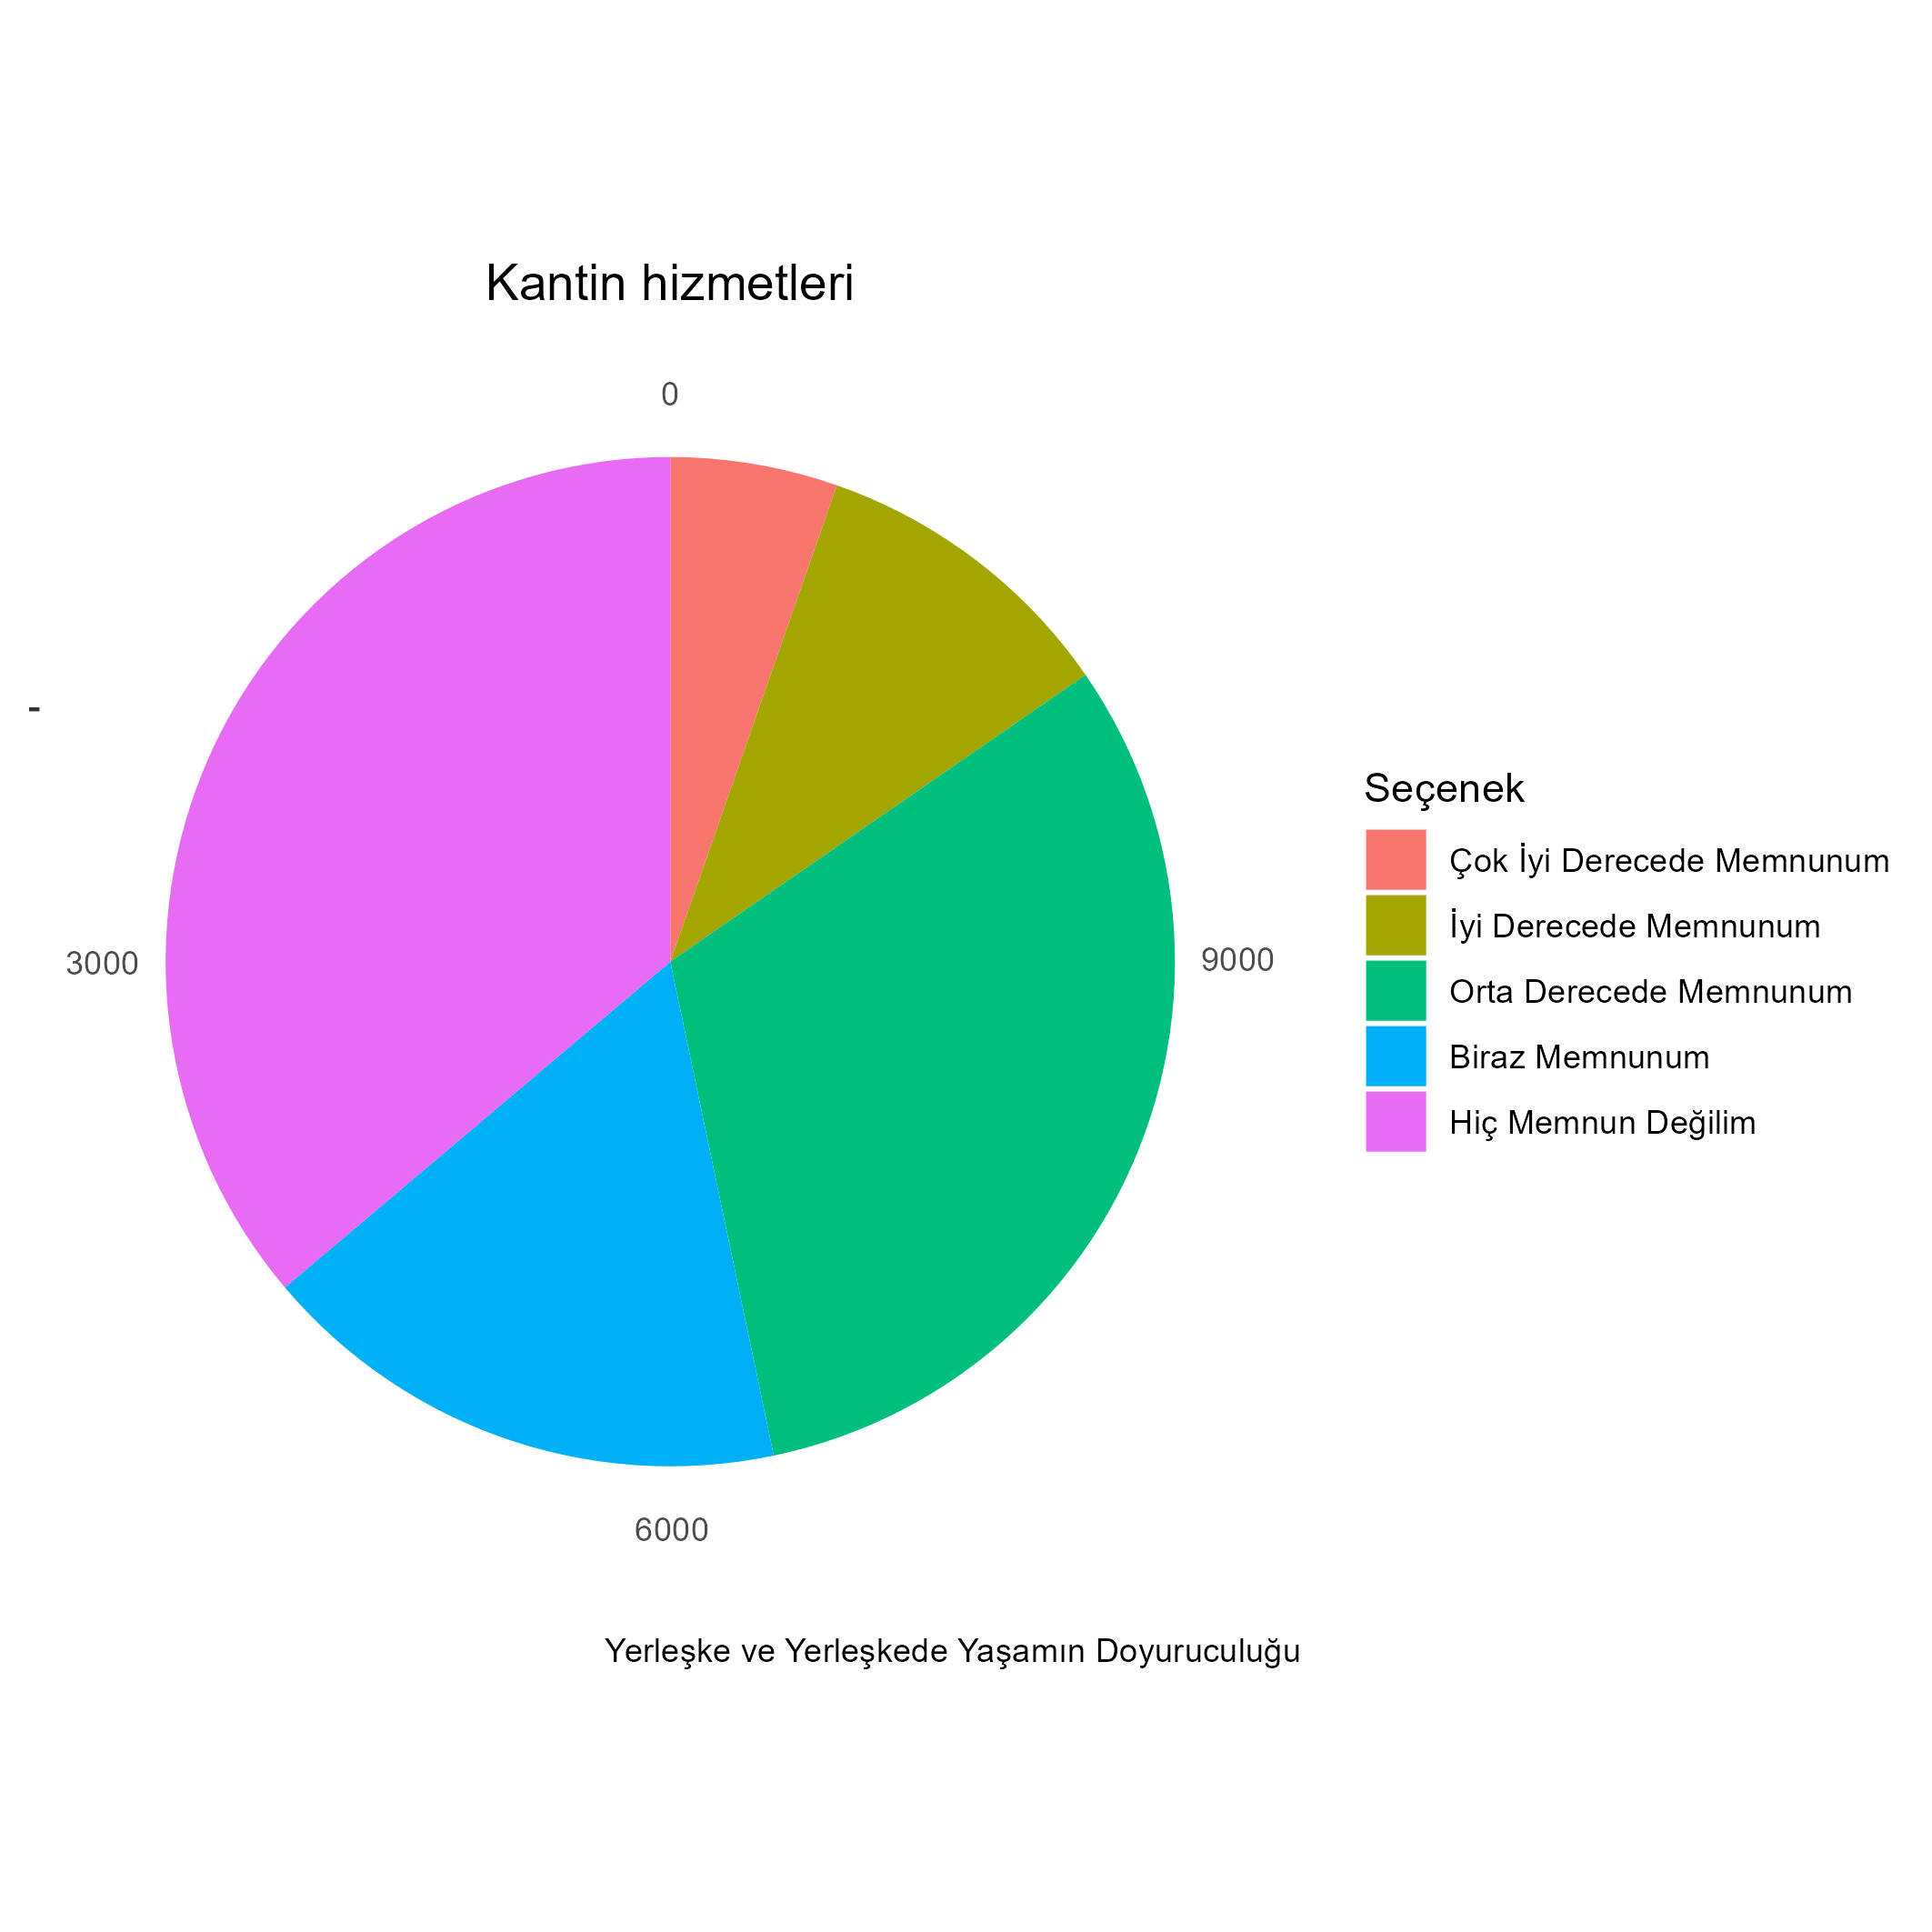 Kantin hizmetleri
0
-
3000
9000
6000
Seçenek
Çok İyi Derecede Memnunum
İyi Derecede Memnunum
Orta Derecede Memnunum
Biraz Memnunum
Hiç Memnun Değilim
Yerleşke ve Yerleşkede Yaşamın Doyuruculuğu